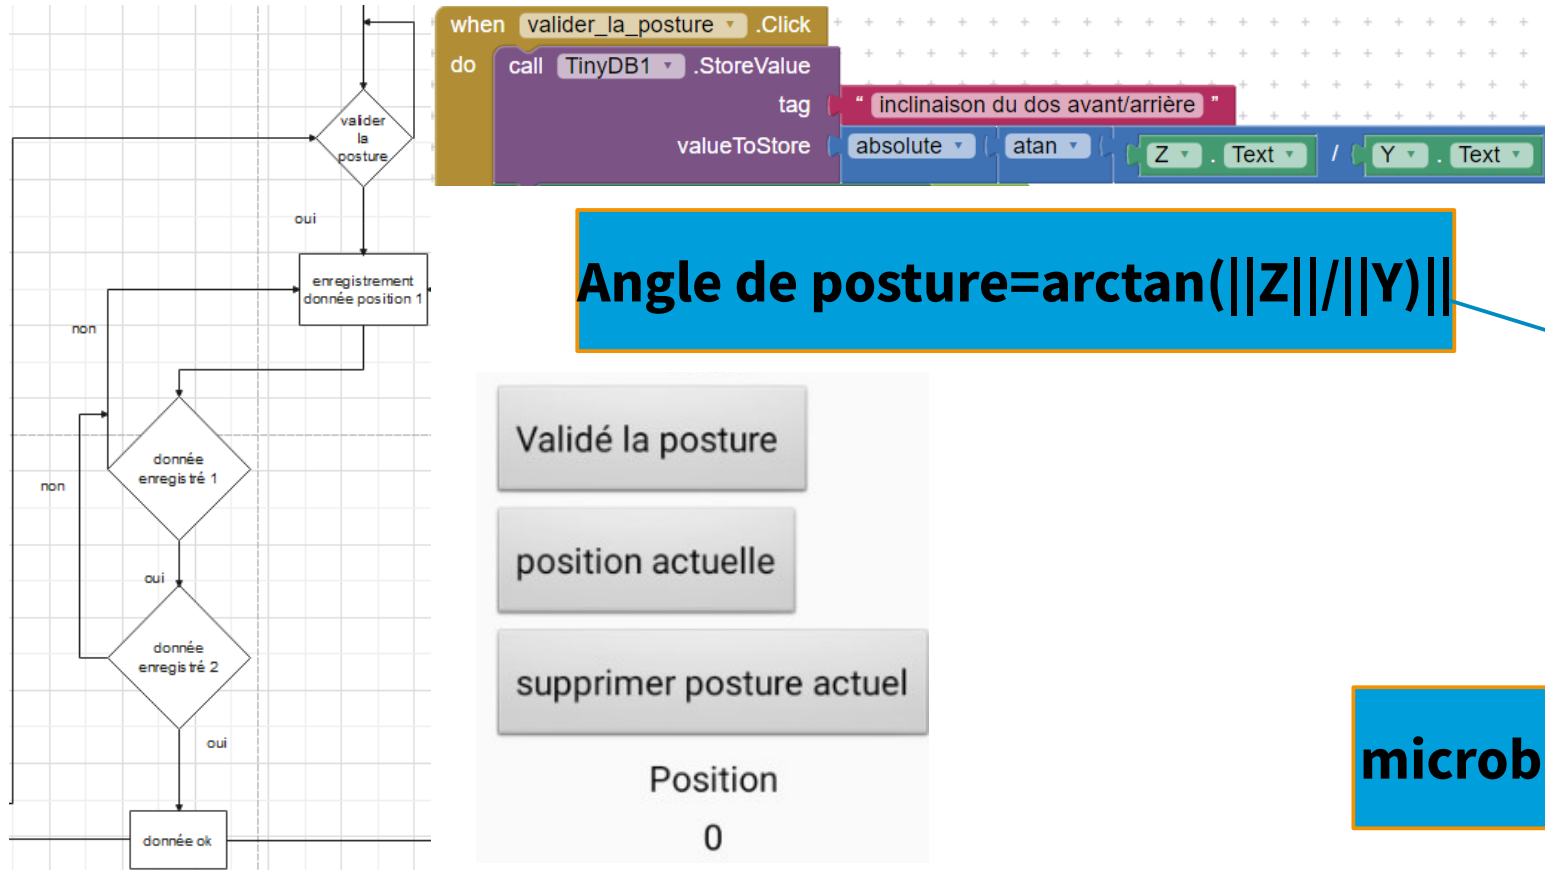 valider
la
posture
oui
enregistrement
donnée position 1
non
donnée
enregistré 1
non
oui
donnée
enregistré 2
oui
donnée ok
when valider_la_posture .Click
do call TinyDB1 .StoreValue
tag " inclinaison du dos avant/arrière "
valueToStore absolute atan Z . Text / Y . Text
Angle de posture=arctan(||Z||/||Y)||
Validé la posture
position actuelle
supprimer posture actuel
Position
0
microb